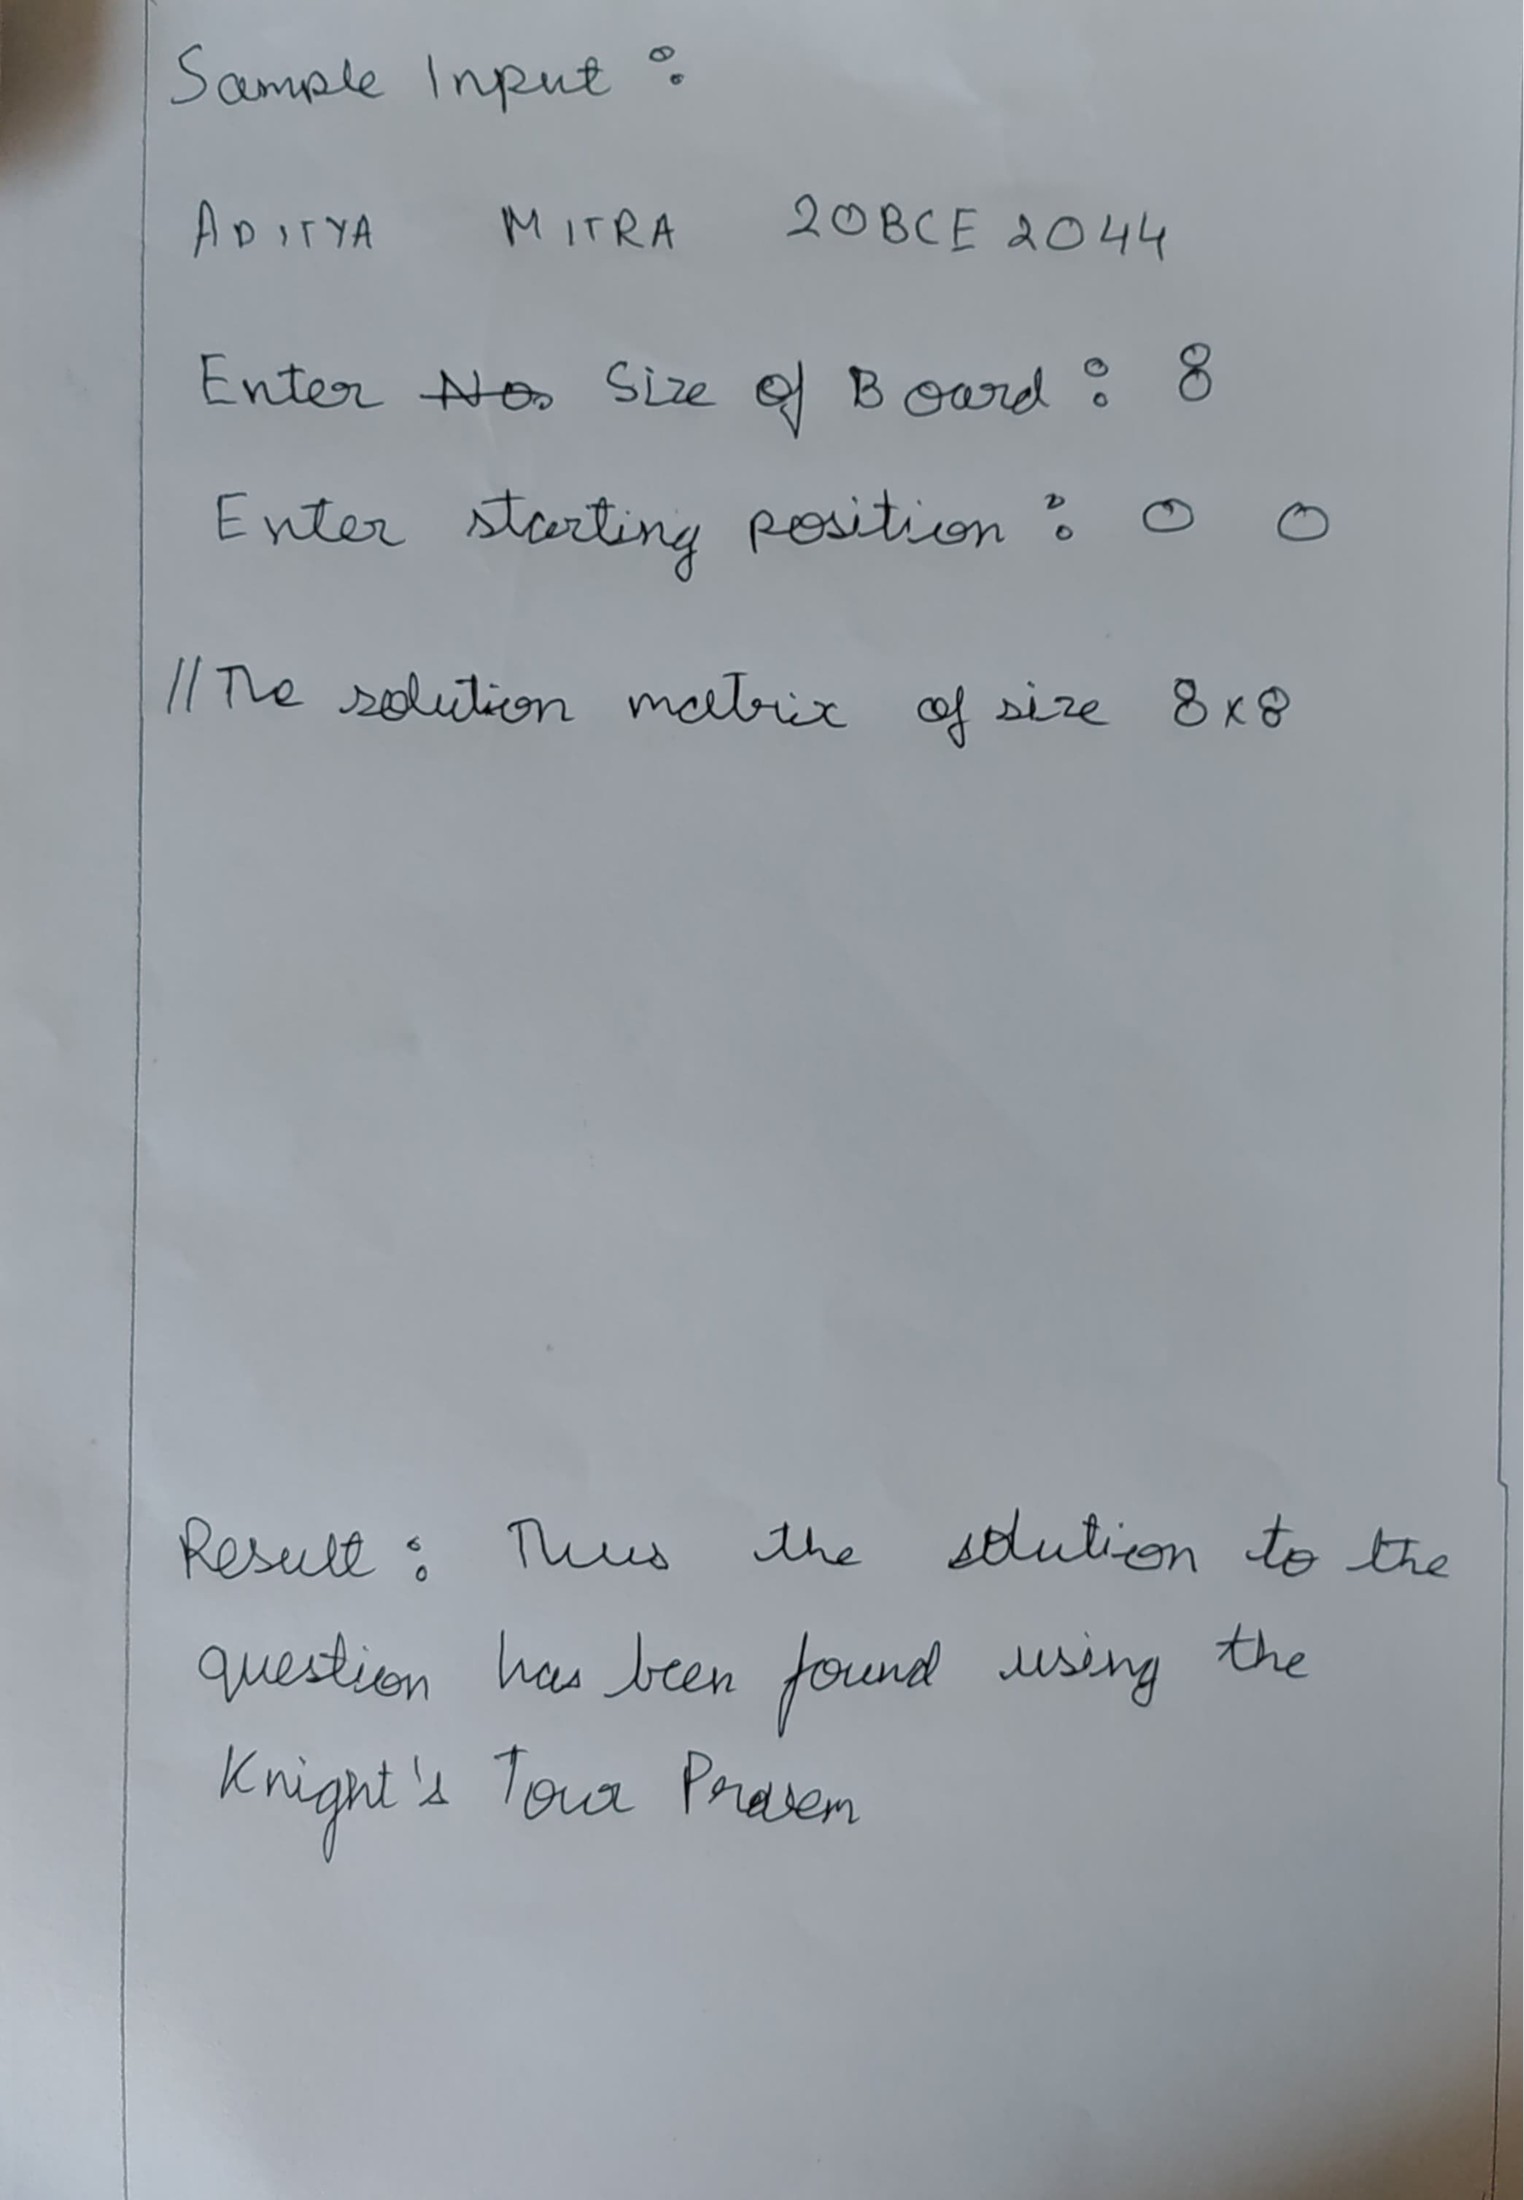 Sample Input :
ADITYA MITRA 20BCE2044
Enter No. Size of Board : 8
Enter starting position : 0 0
// The solution matrix of size 8x8
Result : Thus the solution to the
question has been found using the
Knight's Tour